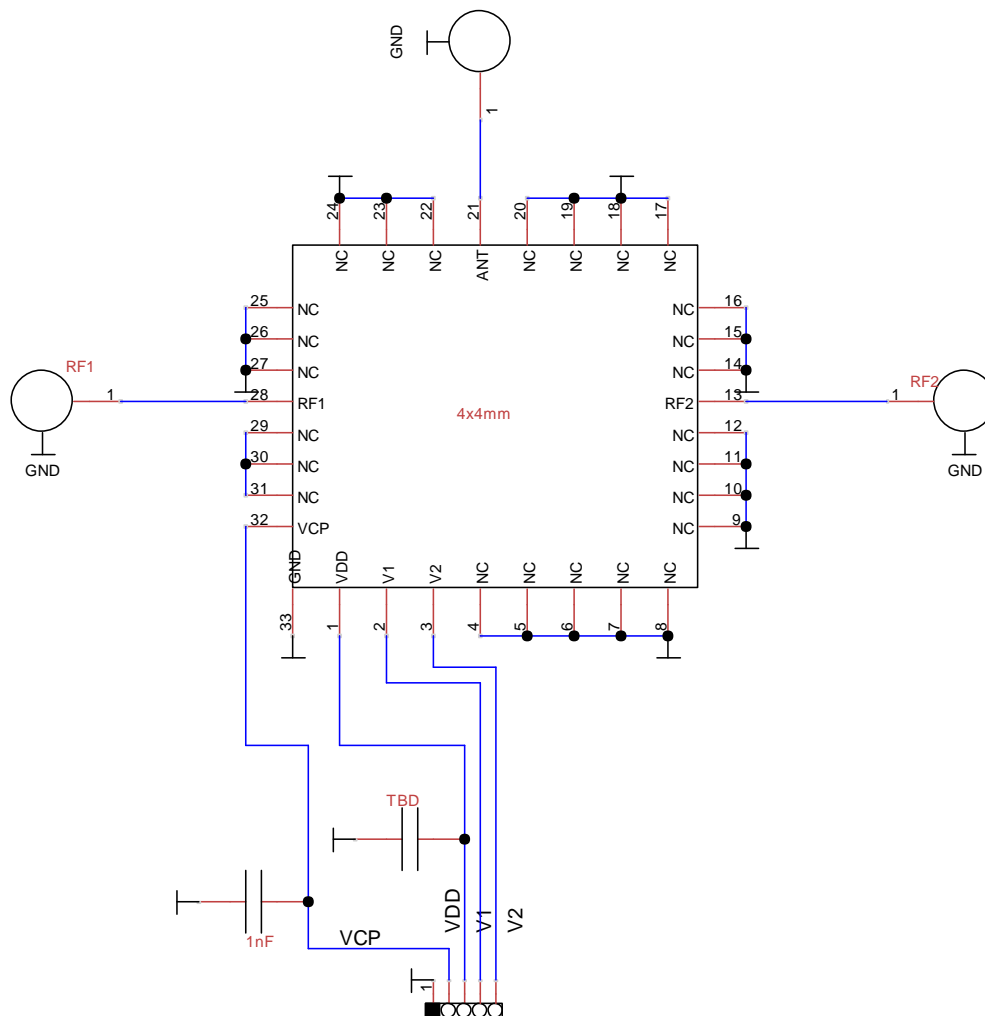 GND
1
24 23 22 21 20 19 18 17
NC NC NC ANT NC NC NC NC
25 NC NC 16
26 NC NC 15
27 NC NC 14
RF1 1 28 RF1 4x4mm RF2 13 1 RF2
GND GND
29 NC NC 12
30 NC NC 11
31 NC NC 10
32 VCP NC 9
GND VDD V1 V2 NC NC NC NC NC
33 1 2 3 4 5 6 7 8
TBD
1nF
VCP VDD V1 V2
1